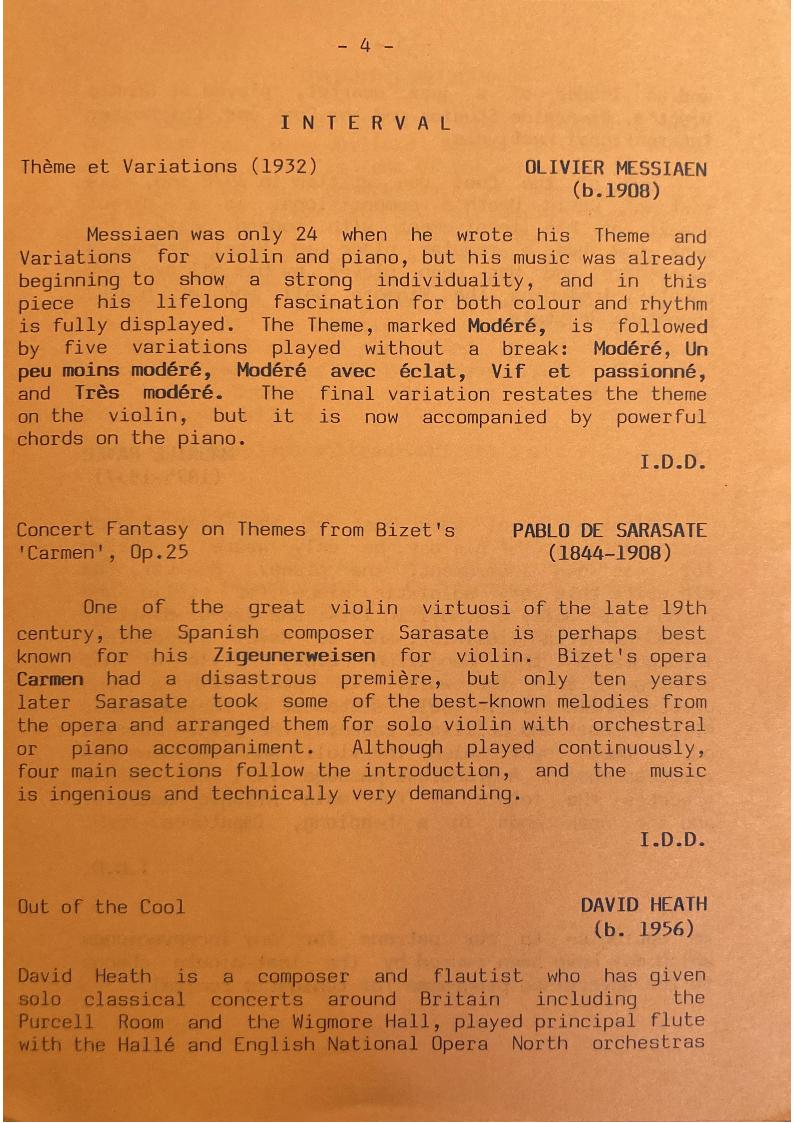 - 4 -
INTERVAL
Thème et Variations (1932) OLIVIER MESSIAEN
(b.1908)
Messiaen was only 24 when he wrote his Theme and
Variations for violin and piano, but his music was already
beginning to show a strong individuality, and in this
piece his lifelong fascination for both colour and rhythm
is fully displayed. The Theme, marked Modéré, is followed
by five variations played without a break: Modéré, Un
peu moins modéré, Modéré avec éclat, Vif et passionné,
and Très modéré. The final variation restates the theme
on the violin, but it is now accompanied by powerful
chords on the piano.
I.D.D.
Concert Fantasy on Themes from Bizet's PABLO DE SARASATE
'Carmen', Op.25 (1844-1908)
One of the great violin virtuosi of the late 19th
century, the Spanish composer Sarasate is perhaps best
known for his Zigeunerweisen for violin. Bizet's opera
Carmen had a disastrous première, but only ten years
later Sarasate took some of the best-known melodies from
the opera and arranged them for solo violin with orchestral
or piano accompaniment. Although played continuously,
four main sections follow the introduction, and the music
is ingenious and technically very demanding.
I.D.D.
Out of the Cool DAVID HEATH
(b. 1956)
David Heath is a composer and flautist who has given
solo classical concerts around Britain including the
Purcell Room and the Wigmore Hall, played principal flute
with the Hallé and English National Opera North orchestras